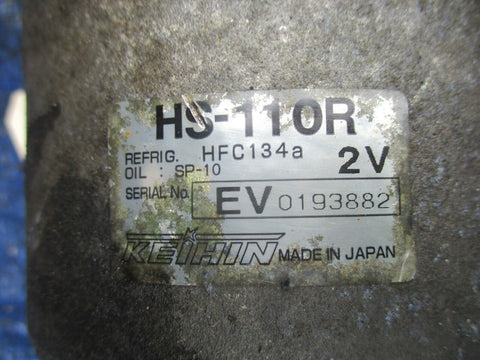 HS-110R
REFRIG. HFC134a 2V
OIL : SP-10
SERIAL No. EV 0193882
KEIHIN MADE IN JAPAN